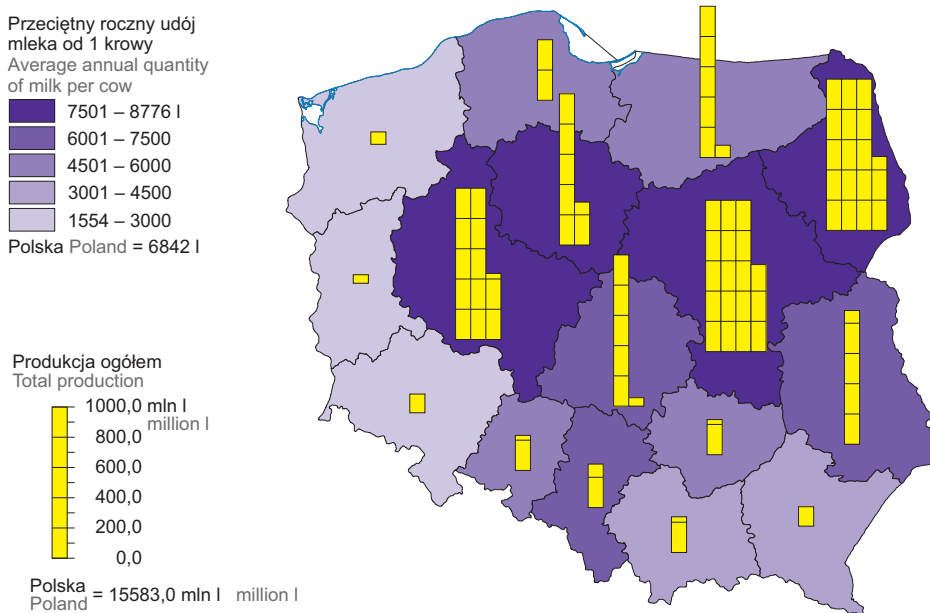 Przeciętny roczny udój
mleka od 1 krowy
Average annual quantity
of milk per cow
7501 – 8776 l
6001 – 7500
4501 – 6000
3001 – 4500
1554 – 3000
Polska Poland = 6842 l
Produkcja ogółem
Total production
1000,0 mln l
million l
800,0
600,0
400,0
200,0
0,0
Polska
Poland = 15583,0 mln l million l